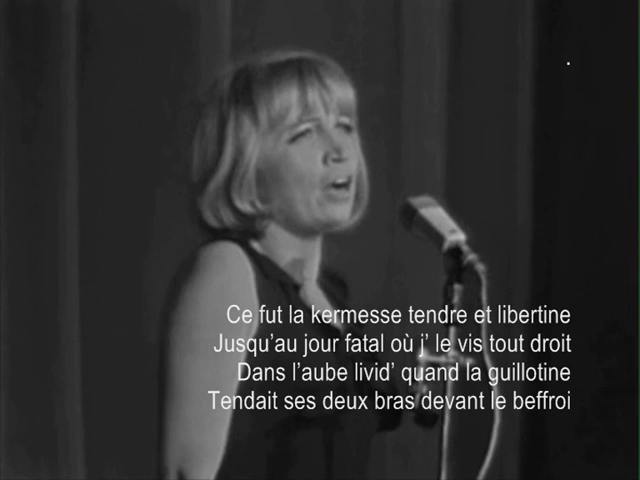 Ce fut la kermesse tendre et libertine
Jusqu'au jour fatal où j' le vis tout droit
Dans l'aube livid' quand la guillotine
Tendait ses deux bras devant le beffroi